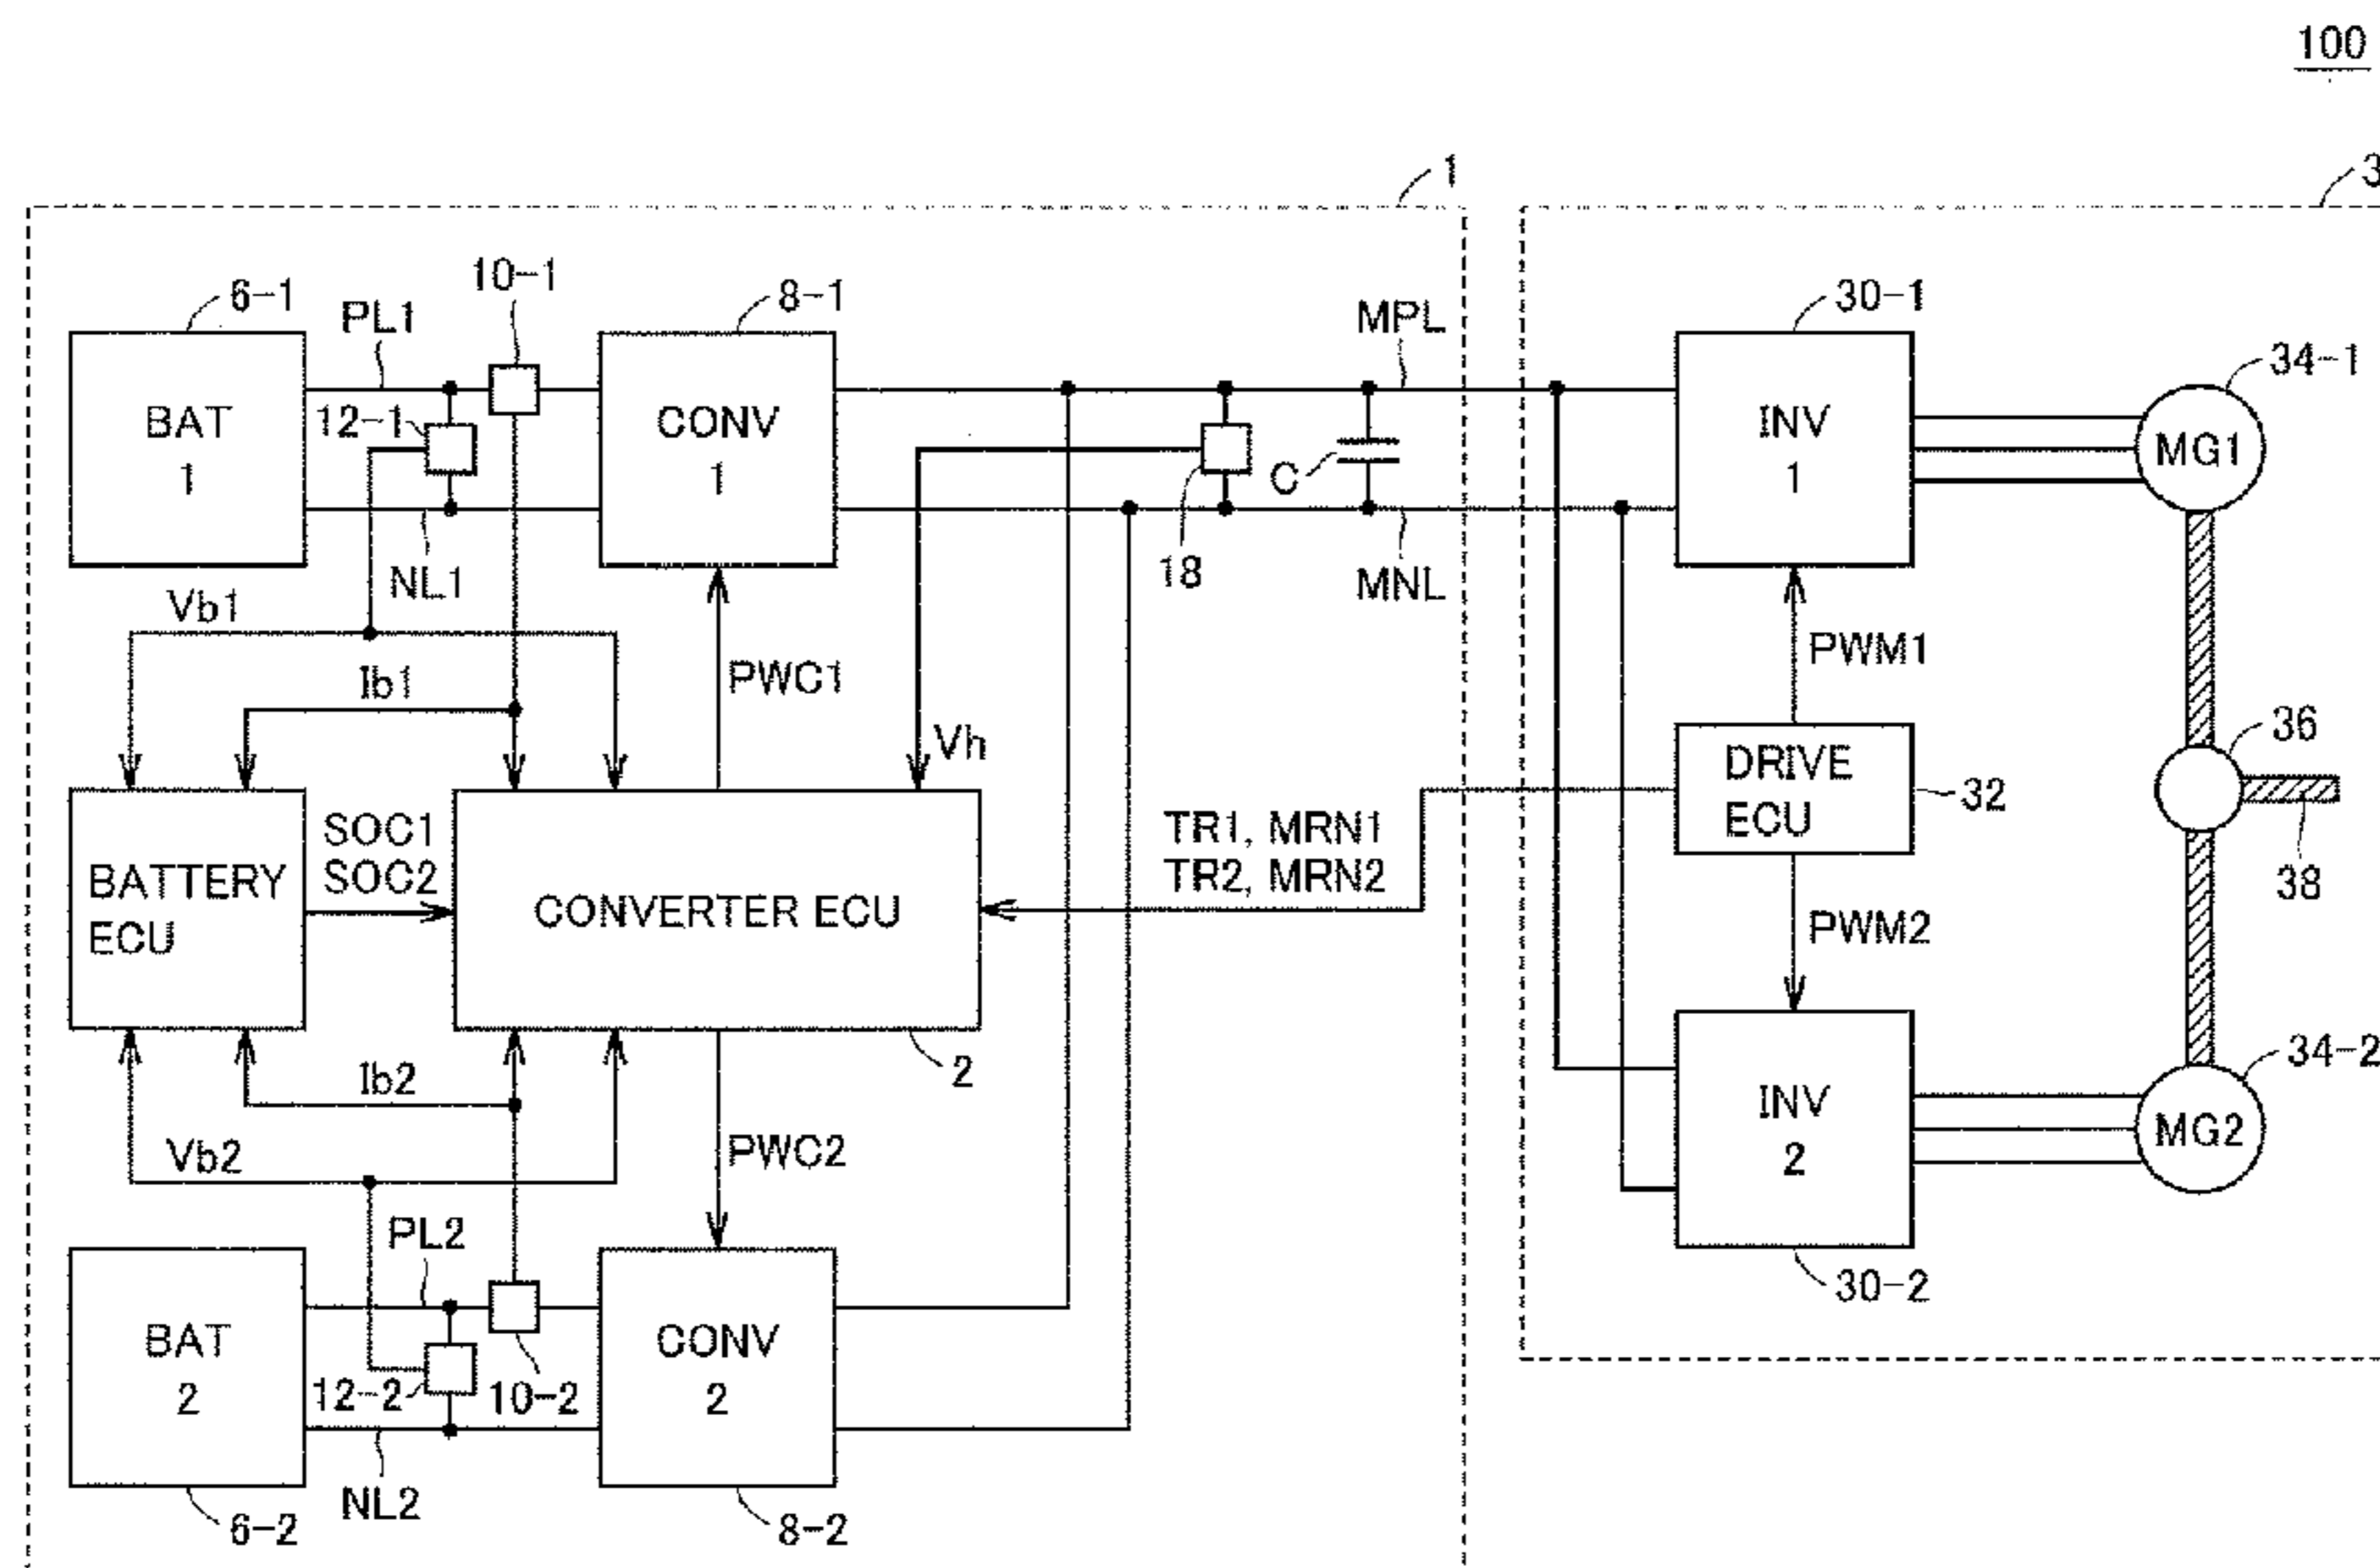 100
1
3
6-1
PL1
10-1
8-1
MPL
30-1
34-1
BAT
1
12-1
CONV
1
C
INV
1
MG1
NL1
18
MNL
Vb1
Ib1
PWC1
Vh
PWM1
36
BATTERY
ECU
SOC1
SOC2
CONVERTER ECU
TR1, MRN1
TR2, MRN2
DRIVE
ECU
32
38
2
PWM2
Ib2
Vb2
PWC2
34-2
INV
2
MG2
30-2
PL2
BAT
2
12-2
10-2
CONV
2
NL2
6-2
8-2